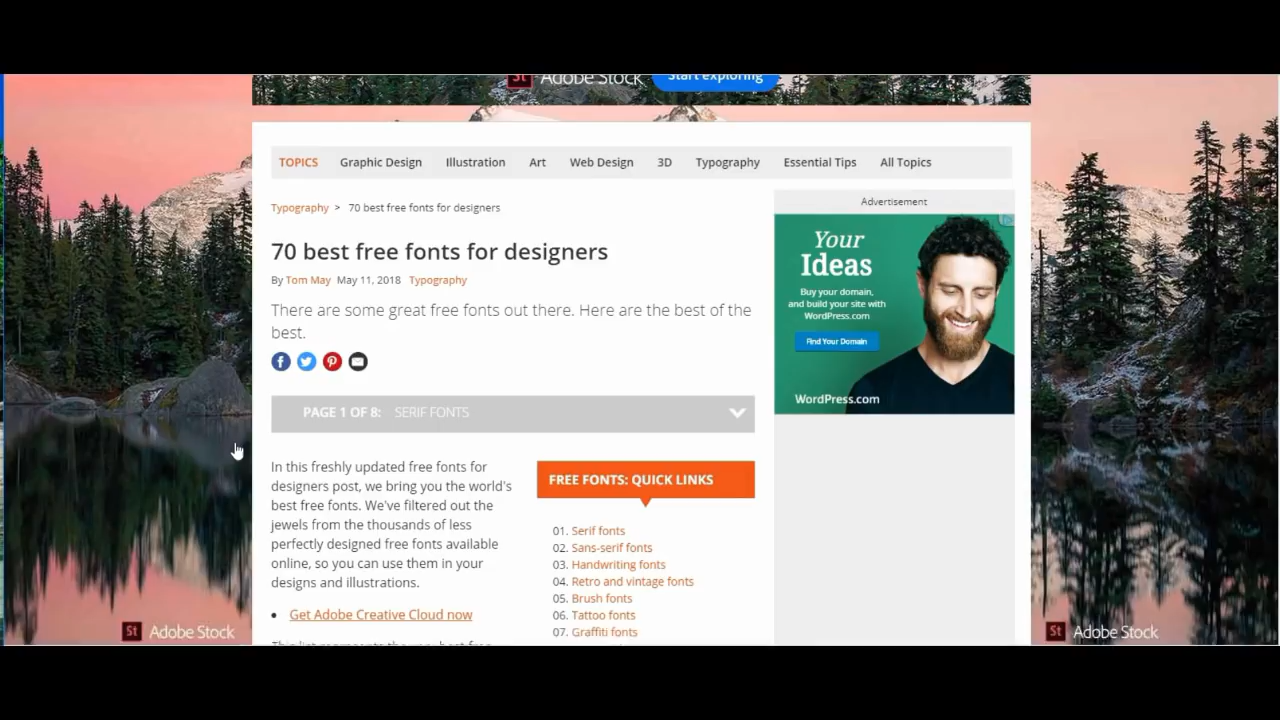 St Adobe Stock Start exploring
TOPICS Graphic Design Illustration Art Web Design 3D Typography Essential Tips All Topics
Typography > 70 best free fonts for designers
70 best free fonts for designers
By Tom May May 11, 2018 Typography
There are some great free fonts out there. Here are the best of the
best.
PAGE 1 OF 8: SERIF FONTS
In this freshly updated free fonts for
designers post, we bring you the world's
best free fonts. We've filtered out the
jewels from the thousands of less
perfectly designed free fonts available
online, so you can use them in your
designs and illustrations.
• Get Adobe Creative Cloud now
FREE FONTS: QUICK LINKS
01. Serif fonts
02. Sans-serif fonts
03. Handwriting fonts
04. Retro and vintage fonts
05. Brush fonts
06. Tattoo fonts
07. Graffiti fonts
Advertisement
Your
Ideas
Buy your domain,
and build your site with
WordPress.com
Find Your Domain
WordPress.com
St Adobe Stock
St Adobe Stock